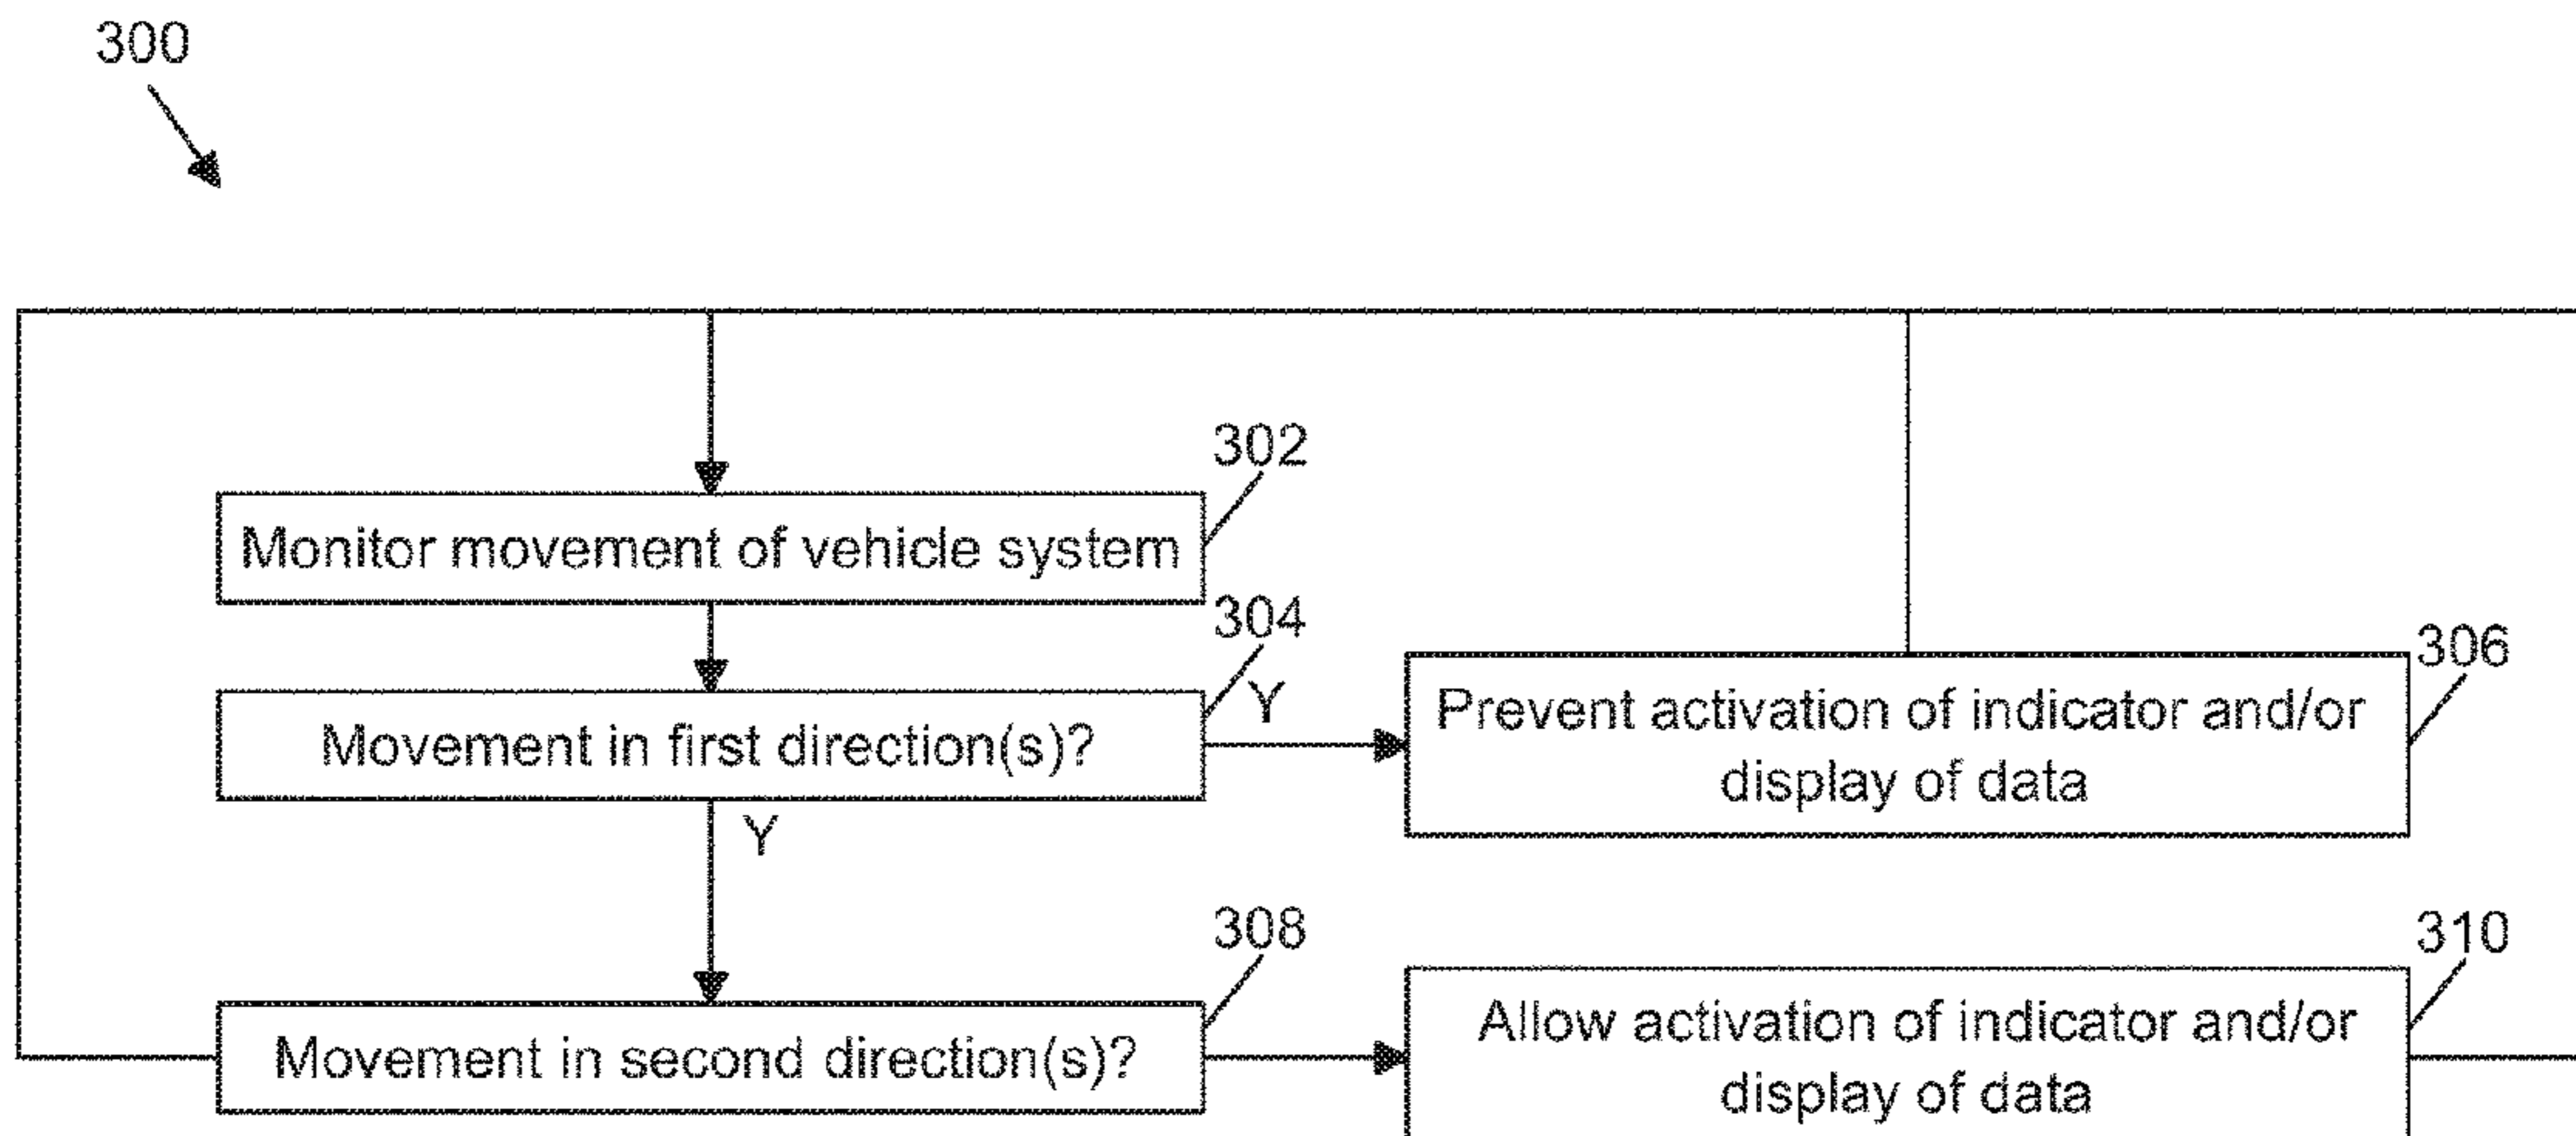 300
302
Monitor movement of vehicle system
304
Movement in first direction(s)?
Y
306
Prevent activation of indicator and/or
display of data
Y
308
Movement in second direction(s)?
310
Allow activation of indicator and/or
display of data